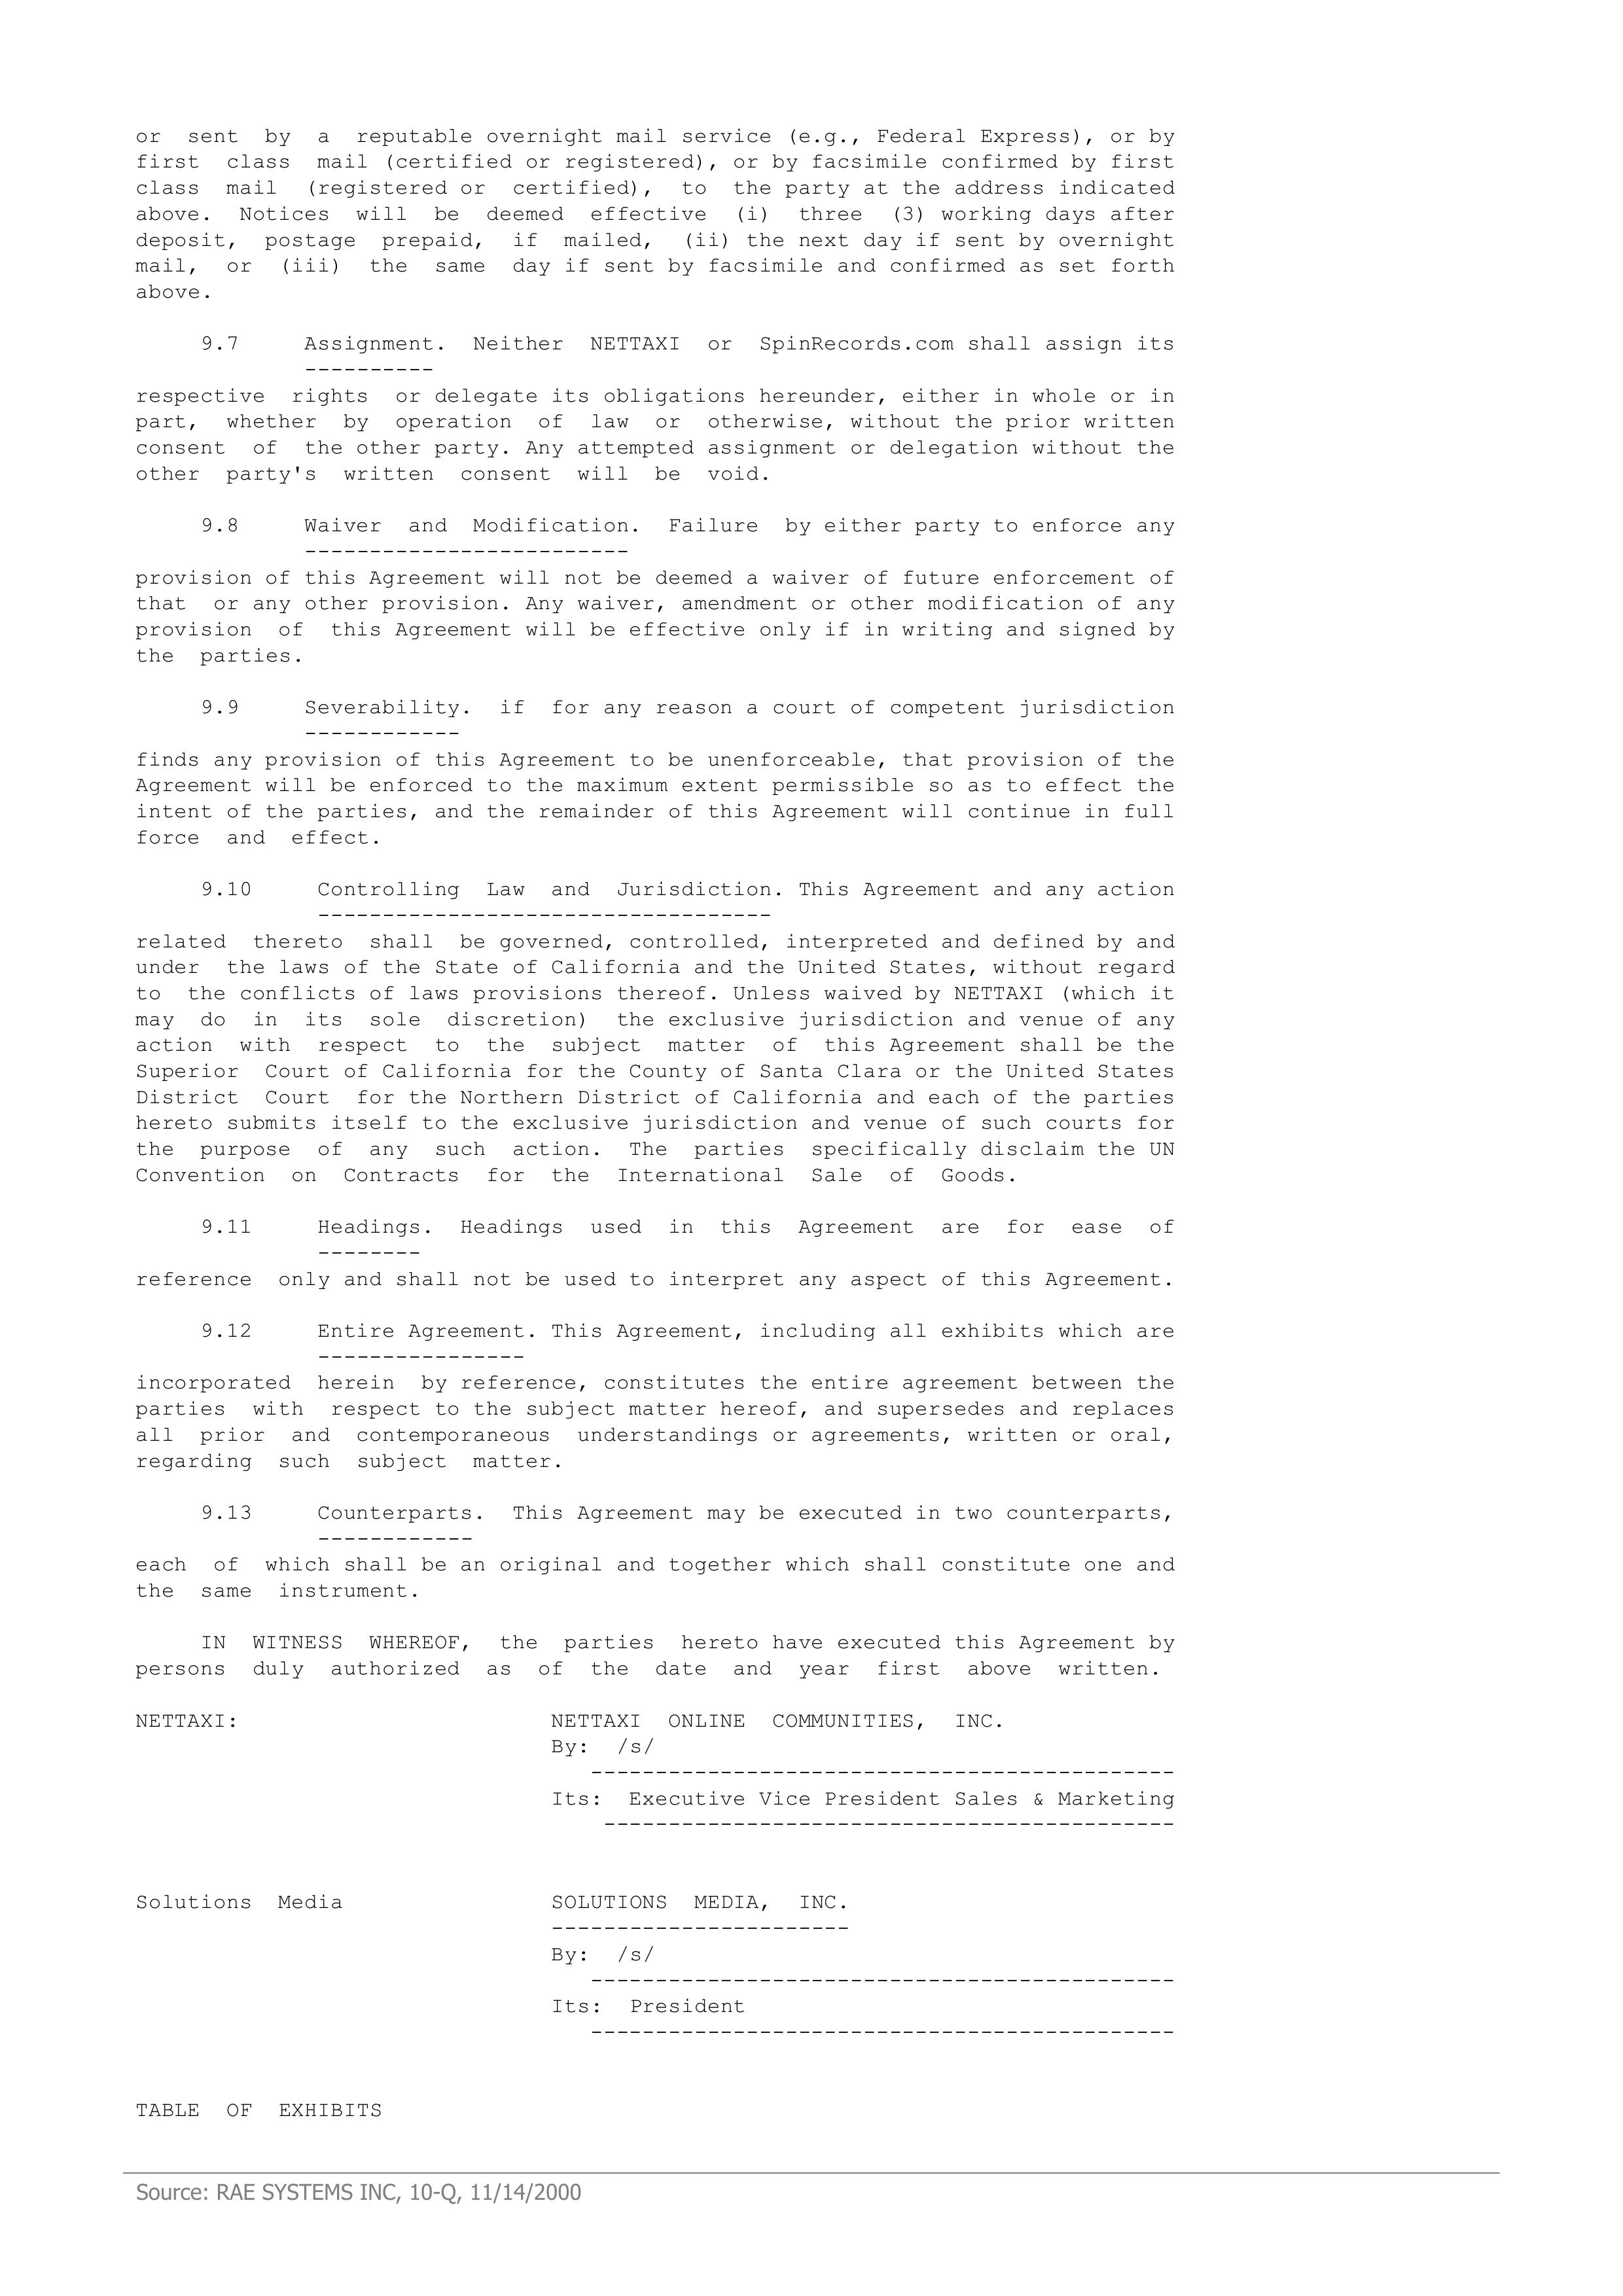 or sent by a reputable overnight mail service (e.g., Federal Express), or by
first class mail (certified or registered), or by facsimile confirmed by first
class mail (registered or certified), to the party at the address indicated
above. Notices will be deemed effective (i) three (3) working days after
deposit, postage prepaid, if mailed, (ii) the next day if sent by overnight
mail, or (iii) the same day if sent by facsimile and confirmed as set forth
above.
9.7 Assignment. Neither NETTAXI or SpinRecords.com shall assign its
----------
respective rights or delegate its obligations hereunder, either in whole or in
part, whether by operation of law or otherwise, without the prior written
consent of the other party. Any attempted assignment or delegation without the
other party's written consent will be void.
9.8 Waiver and Modification. Failure by either party to enforce any
-------------------------
provision of this Agreement will not be deemed a waiver of future enforcement of
that or any other provision. Any waiver, amendment or other modification of any
provision of this Agreement will be effective only if in writing and signed by
the parties.
9.9 Severability. if for any reason a court of competent jurisdiction
------------
finds any provision of this Agreement to be unenforceable, that provision of the
Agreement will be enforced to the maximum extent permissible so as to effect the
intent of the parties, and the remainder of this Agreement will continue in full
force and effect.
9.10 Controlling Law and Jurisdiction. This Agreement and any action
-----------------------------------
related thereto shall be governed, controlled, interpreted and defined by and
under the laws of the State of California and the United States, without regard
to the conflicts of laws provisions thereof. Unless waived by NETTAXI (which it
may do in its sole discretion) the exclusive jurisdiction and venue of any
action with respect to the subject matter of this Agreement shall be the
Superior Court of California for the County of Santa Clara or the United States
District Court for the Northern District of California and each of the parties
hereto submits itself to the exclusive jurisdiction and venue of such courts for
the purpose of any such action. The parties specifically disclaim the UN
Convention on Contracts for the International Sale of Goods.
9.11 Headings. Headings used in this Agreement are for ease of
--------
reference only and shall not be used to interpret any aspect of this Agreement.
9.12 Entire Agreement. This Agreement, including all exhibits which are
----------------
incorporated herein by reference, constitutes the entire agreement between the
parties with respect to the subject matter hereof, and supersedes and replaces
all prior and contemporaneous understandings or agreements, written or oral,
regarding such subject matter.
9.13 Counterparts. This Agreement may be executed in two counterparts,
------------
each of which shall be an original and together which shall constitute one and
the same instrument.
IN WITNESS WHEREOF, the parties hereto have executed this Agreement by
persons duly authorized as of the date and year first above written.
NETTAXI: NETTAXI ONLINE COMMUNITIES, INC.
By: /s/
---------------------------------------------
Its: Executive Vice President Sales & Marketing
--------------------------------------------
Solutions Media SOLUTIONS MEDIA, INC.
-----------------------
By: /s/
---------------------------------------------
Its: President
---------------------------------------------
TABLE OF EXHIBITS
Source: RAE SYSTEMS INC, 10-Q, 11/14/2000